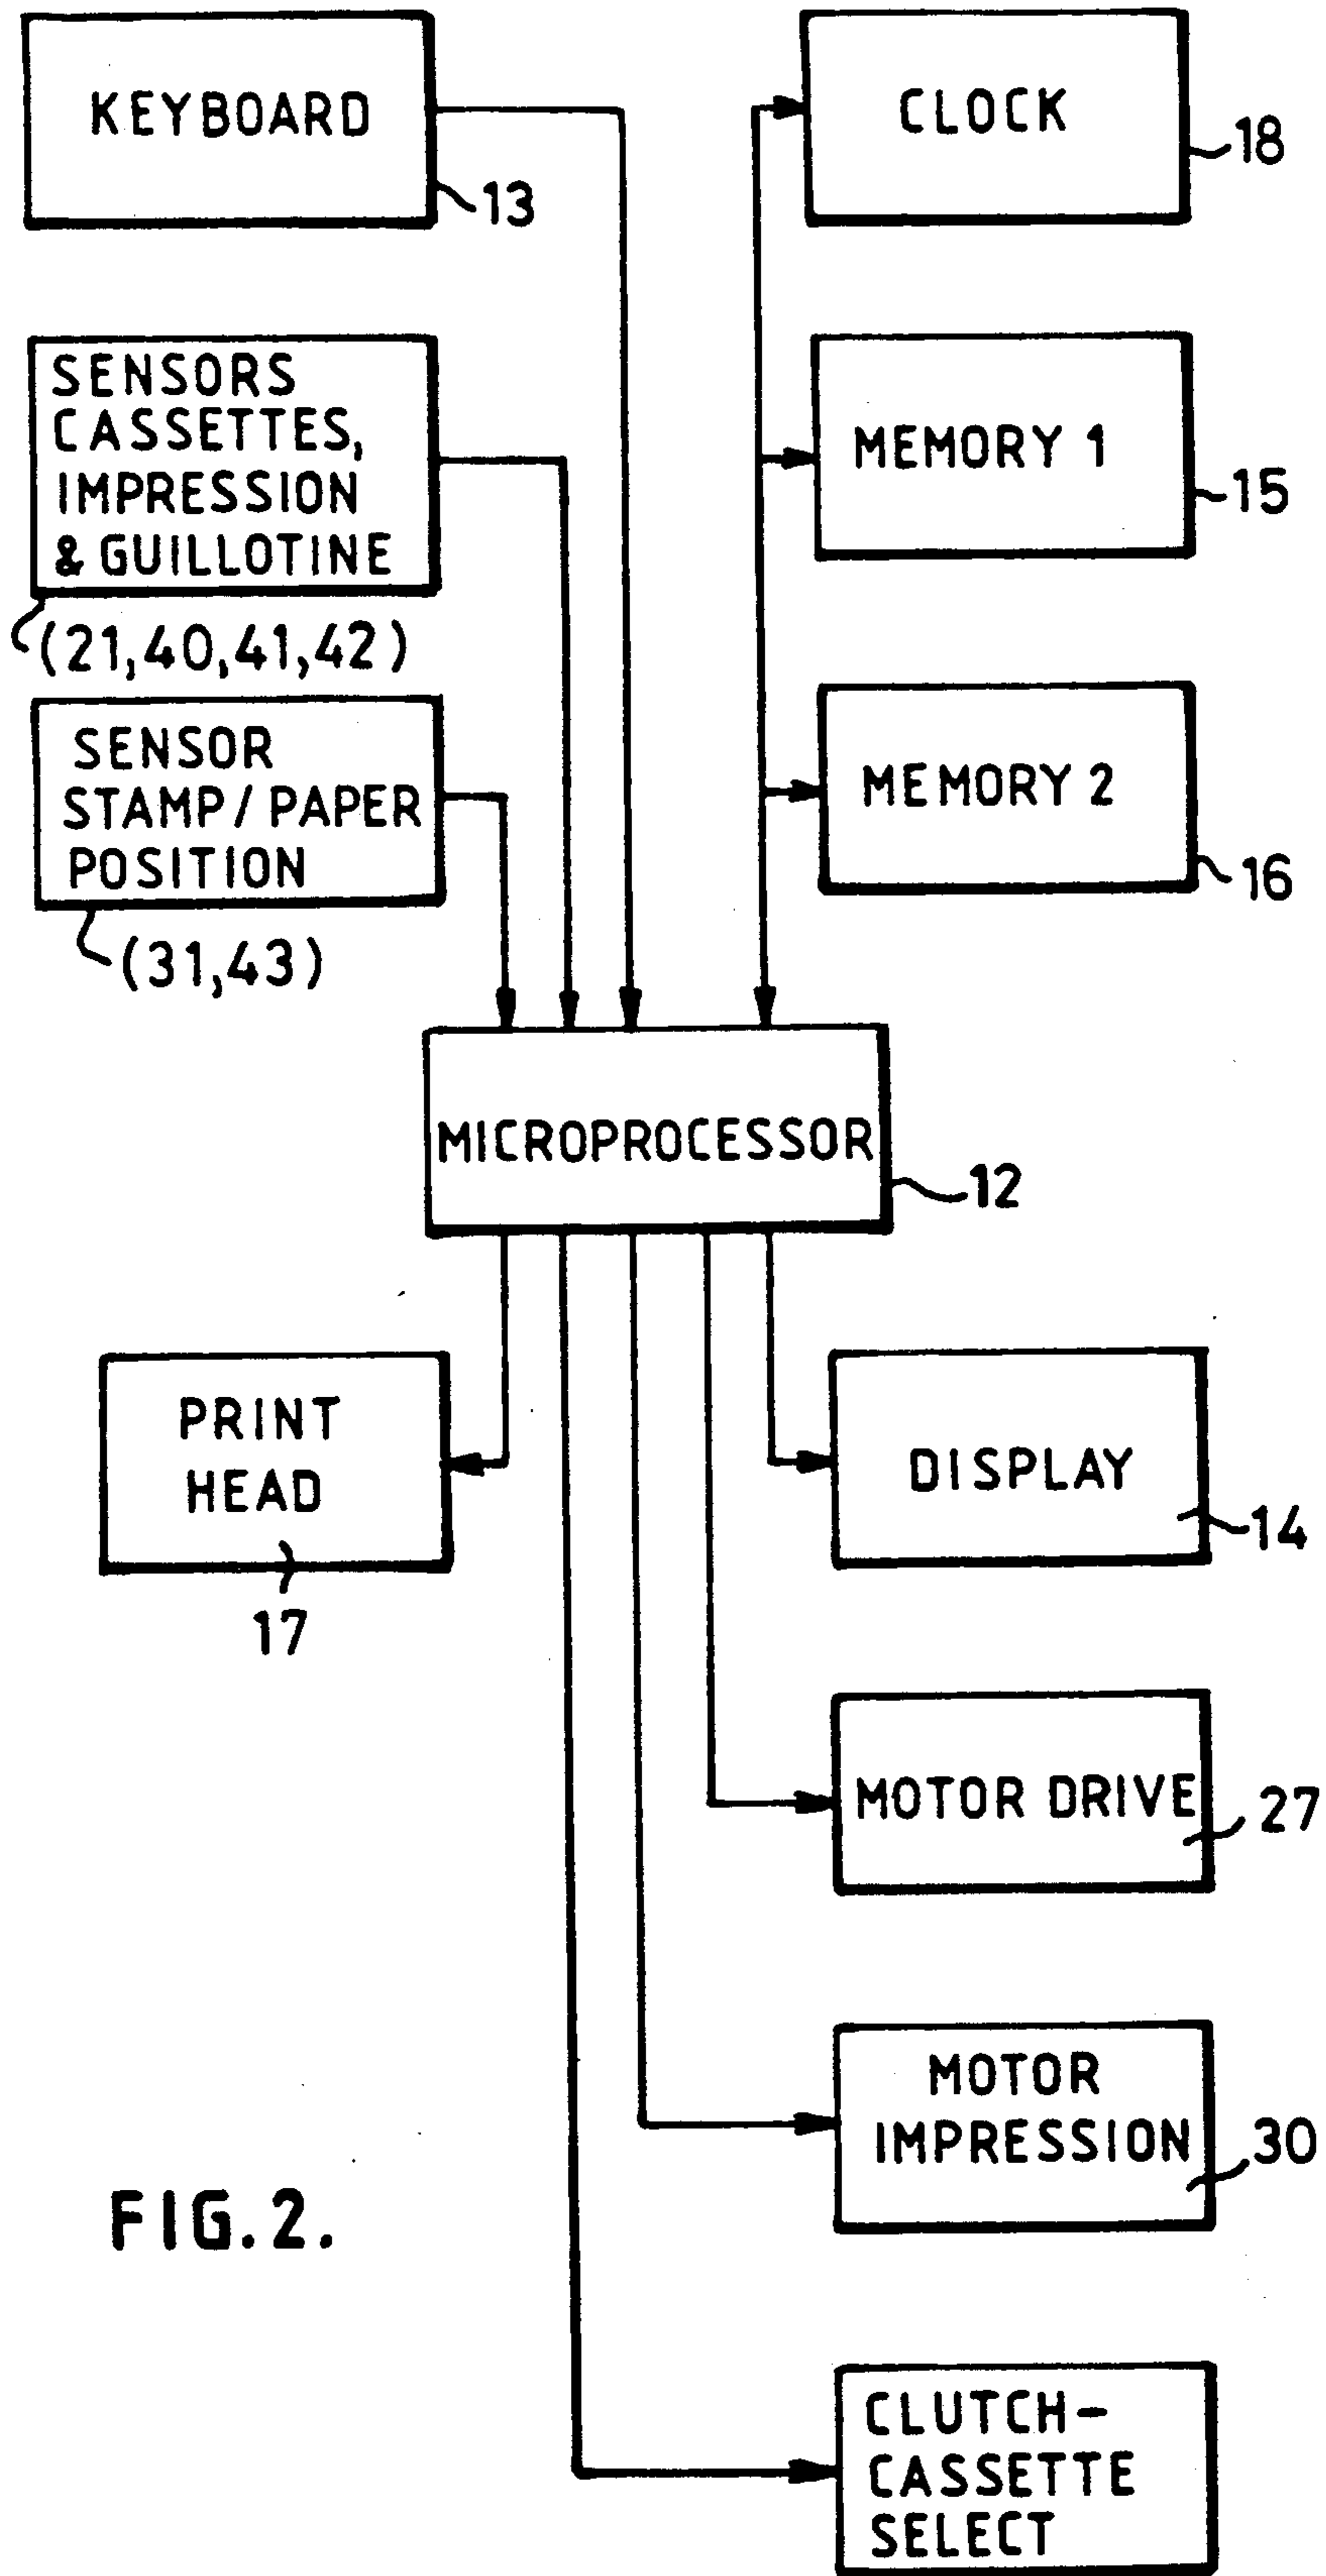 KEYBOARD
13
CLOCK
18
SENSORS
CASSETTES,
IMPRESSION
& GUILLOTINE
(21,40,41,42)
MEMORY 1
15
SENSOR
STAMP/PAPER
POSITION
(31,43)
MEMORY 2
16
MICROPROCESSOR
12
PRINT
HEAD
17
DISPLAY
14
MOTOR DRIVE
27
MOTOR
IMPRESSION
30
FIG.2.
CLUTCH-
CASSETTE
SELECT